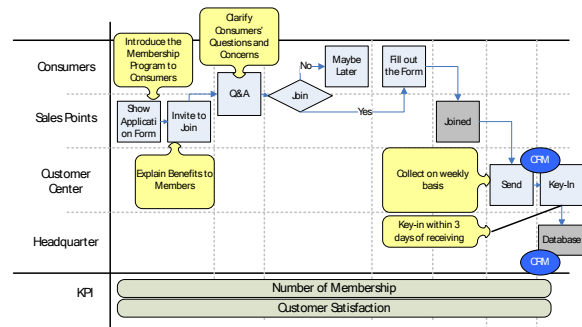 Introduce the
Membership
Program to
Consumers
Clarify
Consumers'
Questions and
Concerns
Consumers
Q&A
No
Maybe
Later
Join
Fill out
the Form
Yes
Sales Points
Show
Applicati
on Form
Invite to
Join
Joined
Explain Benefits to
Members
Customer
Center
Collect on weekly
basis
Send
CRM
Key-In
Headquarter
Key-in within 3
days of receiving
Database
CRM
KPI
Number of Membership
Customer Satisfaction